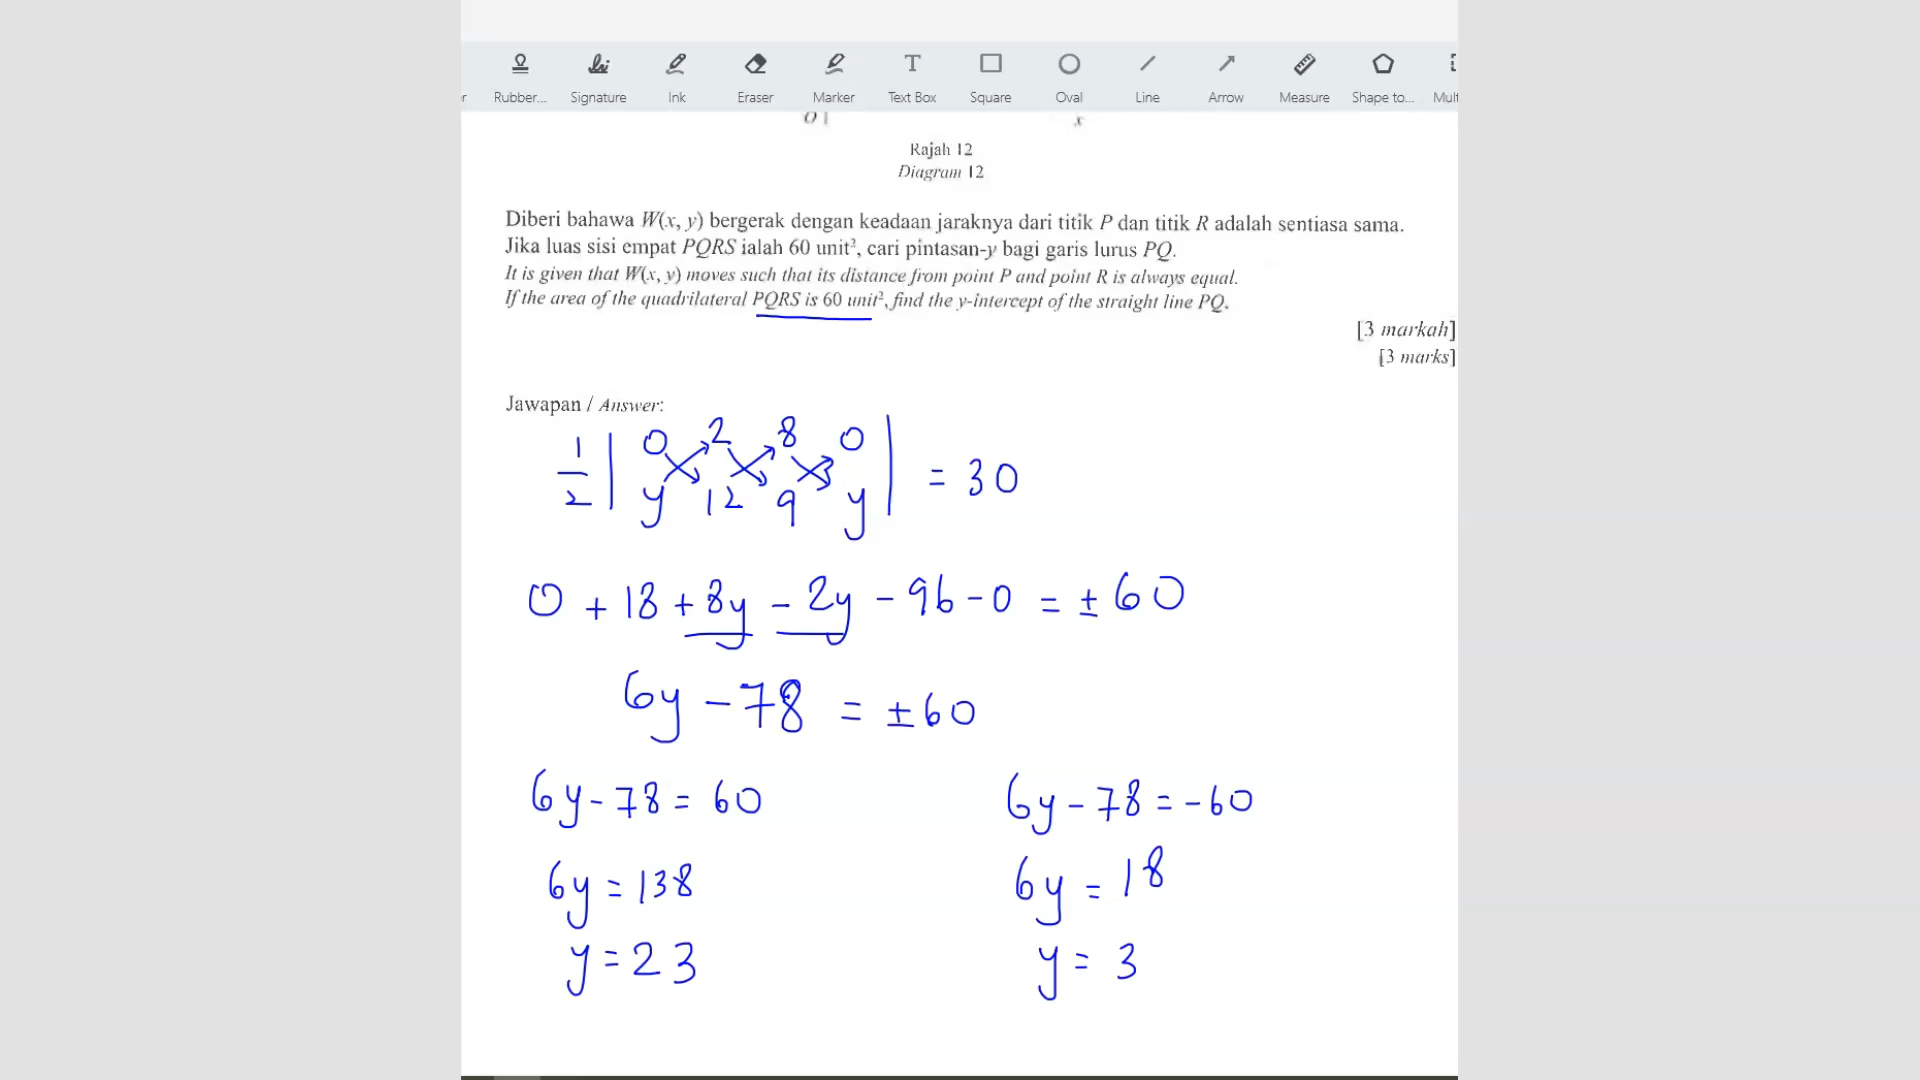 r Rubber... Signature Ink Eraser Marker Text Box Square Oval Line Arrow Measure Shape to... Mult
O x
Rajah 12
Diagram 12
Diberi bahawa W(x, y) bergerak dengan keadaan jaraknya dari titik P dan titik R adalah sentiasa sama.
Jika luas sisi empat PQRS ialah 60 unit², cari pintasan-y bagi garis lurus PQ.
It is given that W(x, y) moves such that its distance from point P and point R is always equal.
If the area of the quadrilateral PQRS is 60 unit², find the y-intercept of the straight line PQ.
[3 markah]
[3 marks]
Jawapan / Answer:
1/2 | 0 2 8 0 | = 30
y 12 9 y
0 + 18 + 8y - 2y - 96 - 0 = ± 60
6y - 78 = ± 60
6y - 78 = 60 6y - 78 = - 60
6y = 138 6y = 18
y = 23 y = 3